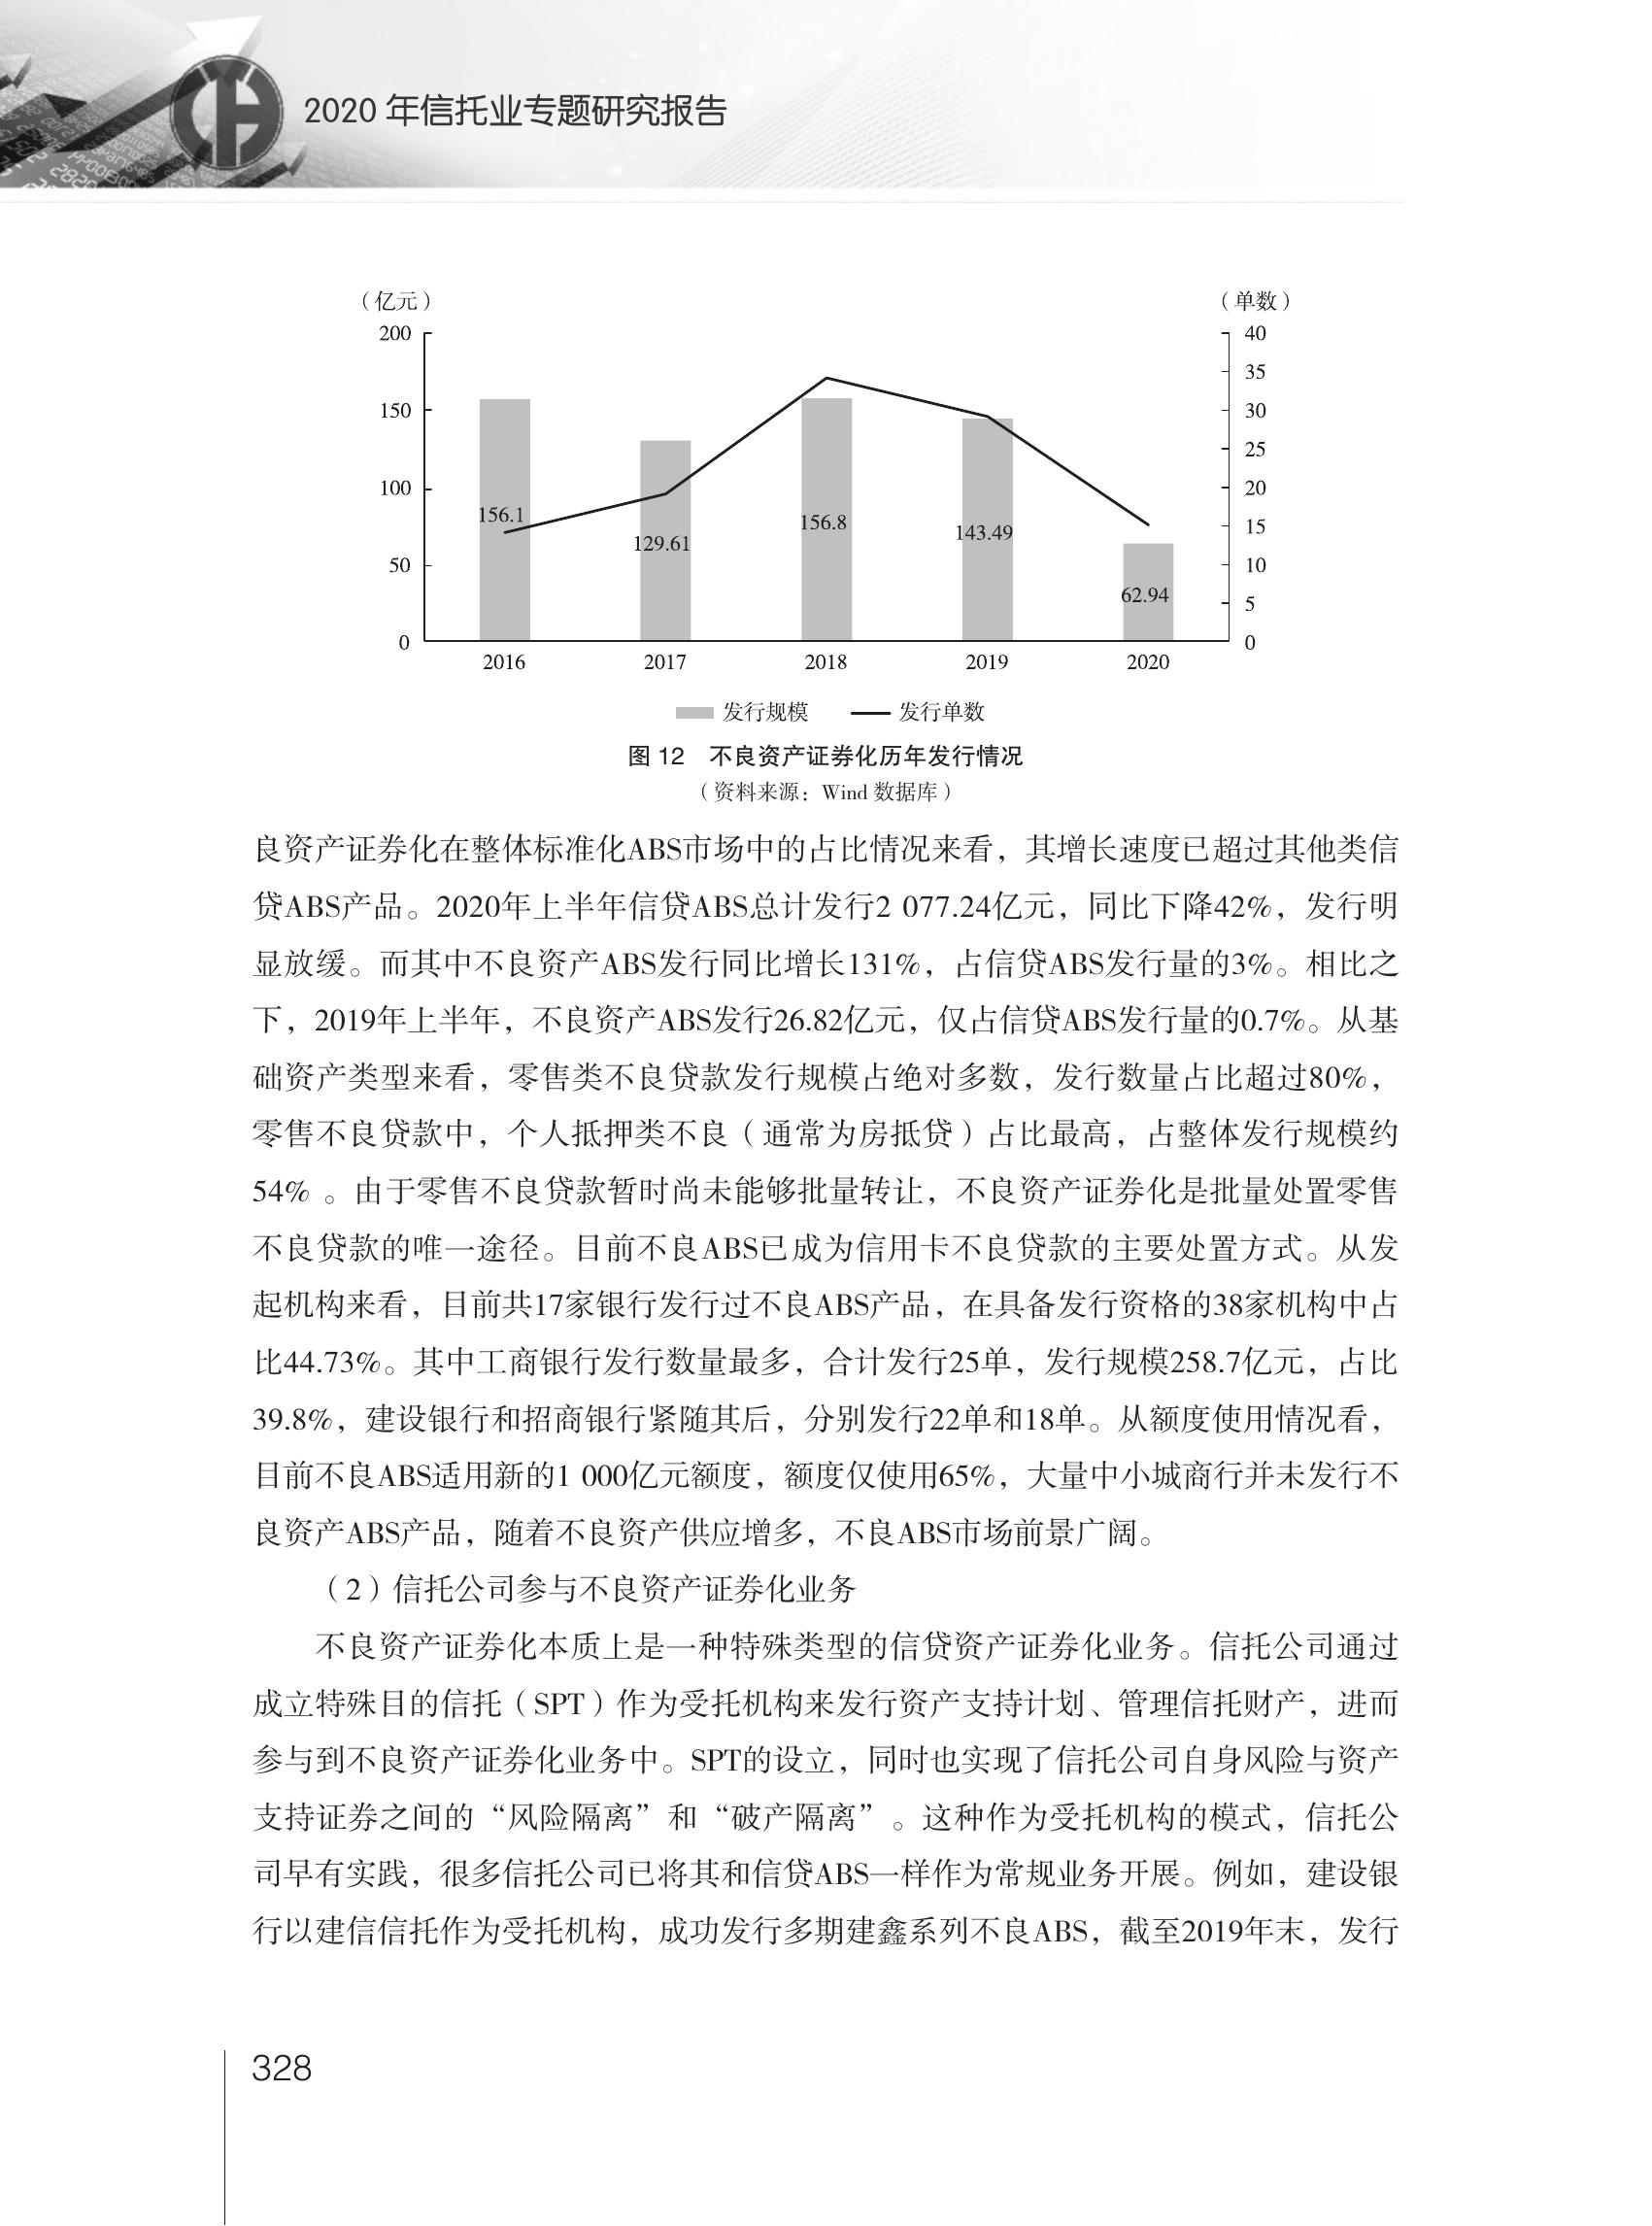 2020 年信托业专题研究报告
（亿元） （单数）
200 40
35
150 30
25
100 20
15
50 10
5
0 0
156.1
129.61
156.8
143.49
62.94
2016 2017 2018 2019 2020
发行规模 发行单数
图 12 不良资产证券化历年发行情况
（资料来源：Wind 数据库）
良资产证券化在整体标准化ABS市场中的占比情况来看，其增长速度已超过其他类信
贷ABS产品。2020年上半年信贷ABS总计发行2 077.24亿元，同比下降42%，发行明
显放缓。而其中不良资产ABS发行同比增长131%，占信贷ABS发行量的3%。相比之
下，2019年上半年，不良资产ABS发行26.82亿元，仅占信贷ABS发行量的0.7%。从基
础资产类型来看，零售类不良贷款发行规模占绝对多数，发行数量占比超过80%，
零售不良贷款中，个人抵押类不良（通常为房抵贷）占比最高，占整体发行规模约
54% 。由于零售不良贷款暂时尚未能够批量转让，不良资产证券化是批量处置零售
不良贷款的唯一途径。目前不良ABS已成为信用卡不良贷款的主要处置方式。从发
起机构来看，目前共17家银行发行过不良ABS产品，在具备发行资格的38家机构中占
比44.73%。其中工商银行发行数量最多，合计发行25单，发行规模258.7亿元，占比
39.8%，建设银行和招商银行紧随其后，分别发行22单和18单。从额度使用情况看，
目前不良ABS适用新的1 000亿元额度，额度仅使用65%，大量中小城商行并未发行不
良资产ABS产品，随着不良资产供应增多，不良ABS市场前景广阔。
（2）信托公司参与不良资产证券化业务
不良资产证券化本质上是一种特殊类型的信贷资产证券化业务。信托公司通过
成立特殊目的信托（SPT）作为受托机构来发行资产支持计划、管理信托财产，进而
参与到不良资产证券化业务中。SPT的设立，同时也实现了信托公司自身风险与资产
支持证券之间的“风险隔离”和“破产隔离”。这种作为受托机构的模式，信托公
司早有实践，很多信托公司已将其和信贷ABS一样作为常规业务开展。例如，建设银
行以建信信托作为受托机构，成功发行多期建鑫系列不良ABS，截至2019年末，发行
328